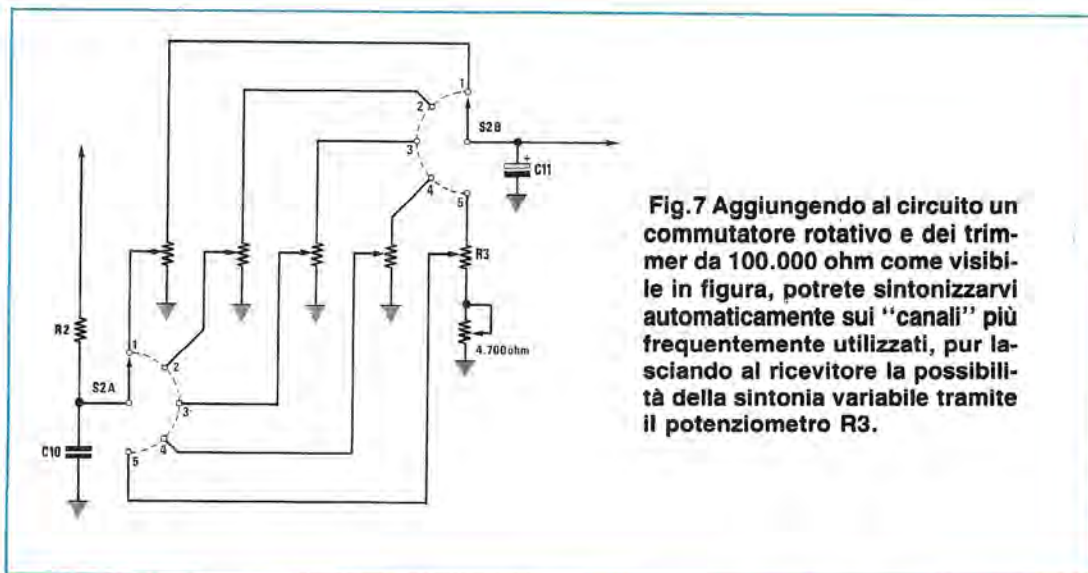 1
2
3
4
5
S2B
+
C11
R3
4.700ohm
R2
S2A
1
2
3
4
5
C10
Fig.7 Aggiungendo al circuito un
commutatore rotativo e dei trim-
mer da 100.000 ohm come visibi-
le in figura, potrete sintonizzarvi
automaticamente sui "canali" più
frequentemente utilizzati, pur la-
sciando al ricevitore la possibili-
tà della sintonia variabile tramite
il potenziometro R3.